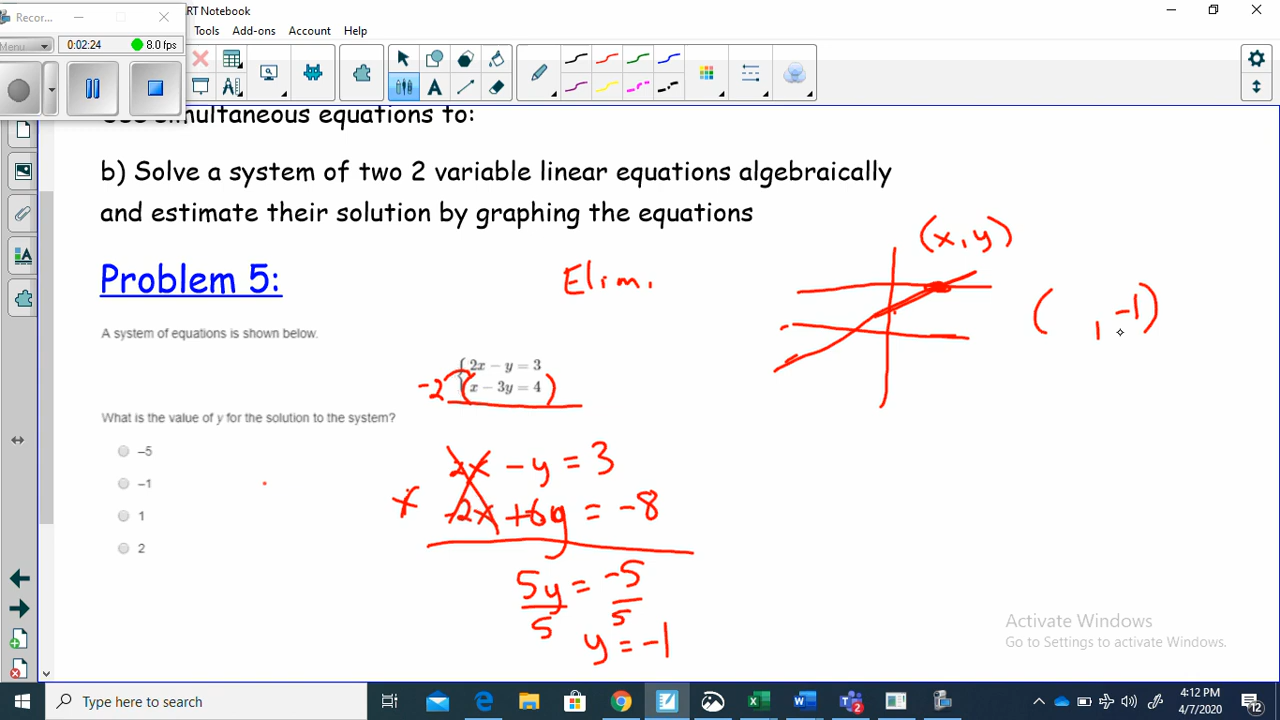 Recor...
RT Notebook
Menu
0:02:24
8.0 fps
Tools Add-ons Account Help
Use simultaneous equations to:
b) Solve a system of two 2 variable linear equations algebraically
and estimate their solution by graphing the equations
(x, y)
Problem 5:
Elim.
( , -1)
A system of equations is shown below.
2x − y = 3
-2 ( x − 3y = 4 )
What is the value of y for the solution to the system?
–5
–1
1
2
2x - y = 3
+ -2x + 6y = -8
5y = -5
5 5
y = -1
Activate Windows
Go to Settings to activate Windows.
Type here to search
2
4:12 PM
4/7/2020
12